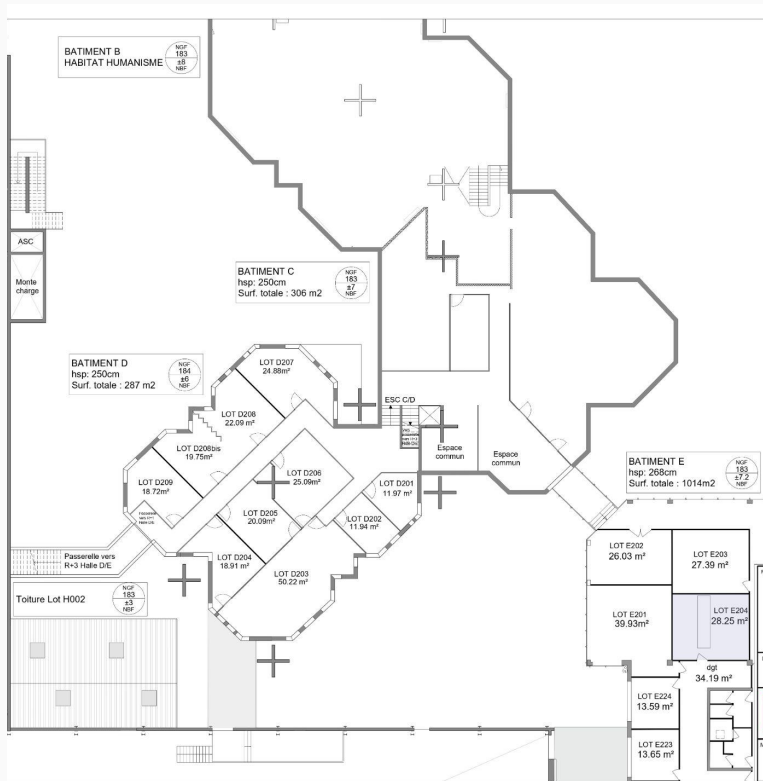 BATIMENT B
HABITAT HUMANISME
NGF
183
±8
NBF
ASC
Monte
charge
BATIMENT C
hsp: 250cm
Surf. totale : 306 m2
NGF
183
±7
NBF
BATIMENT D
hsp: 250cm
Surf. totale : 287 m2
NGF
184
±6
NBF
LOT D207
24.88m²
LOT D208
22.09 m²
LOT D208bis
19.75m²
LOT D209
18.72m²
LOT D206
25.09m²
LOT D205
20.09m²
LOT D204
18.91 m²
LOT D203
50.22 m²
LOT D202
11.94 m²
LOT D201
11.97 m²
ESC C/D
Espace
commun
Espace
commun
Passerelle vers
R+3 Halle D/E
Toiture Lot H002
NGF
183
±3
NBF
BATIMENT E
hsp: 268cm
Surf. totale : 1014m2
NGF
183
±7.2
NBF
LOT E202
26.03 m²
LOT E203
27.39 m²
LOT E201
39.93m²
LOT E204
28.25 m²
dgt
34.19 m²
LOT E224
13.59 m²
LOT E223
13.65 m²